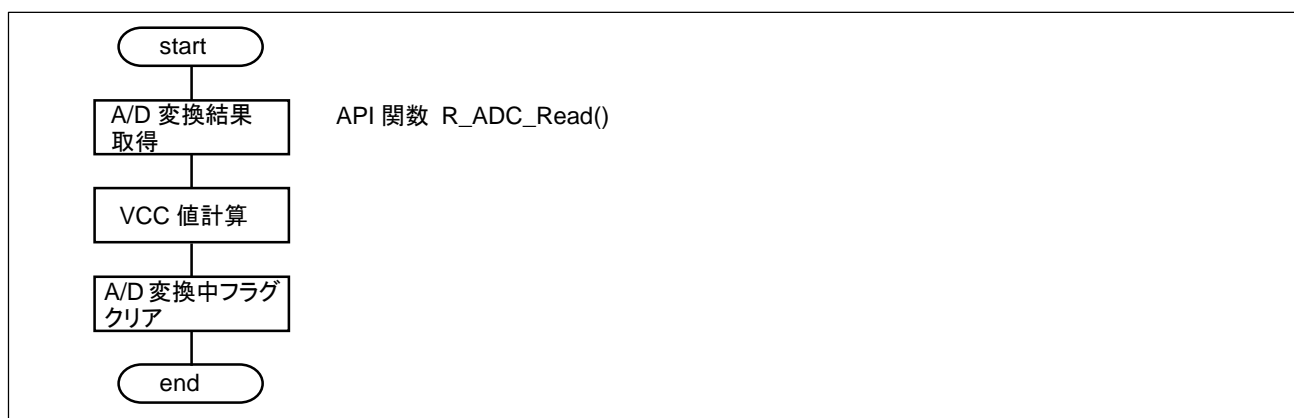 start
A/D 変換結果
取得
API 関数 R_ADC_Read()
VCC 値計算
A/D 変換中フラグ
クリア
end